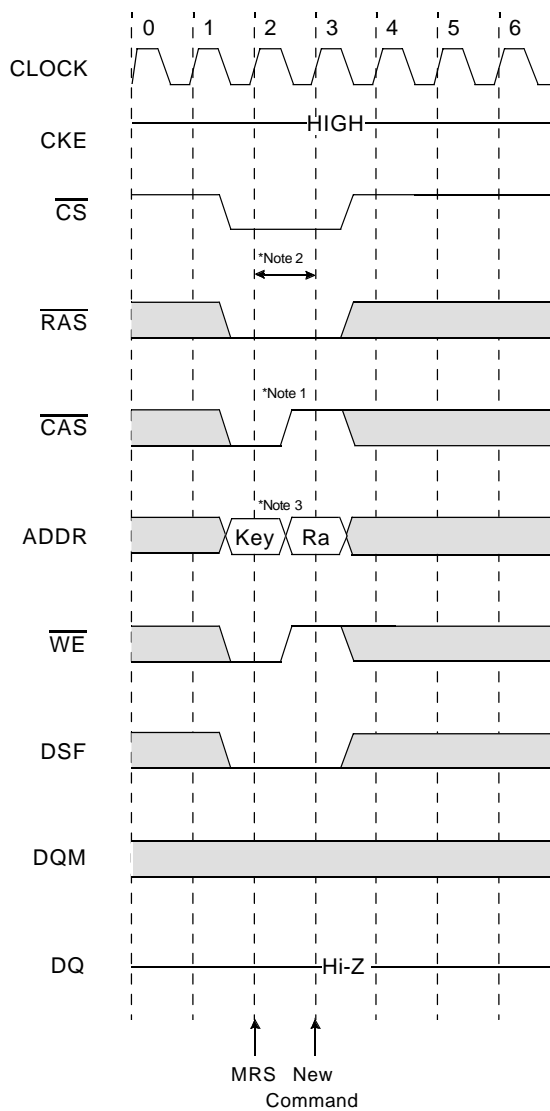 0 1 2 3 4 5 6
CLOCK
HIGH
CKE
CS
*Note 2
RAS
*Note 1
CAS
*Note 3
ADDR Key Ra
WE
DSF
DQM
DQ Hi-Z
MRS New
Command